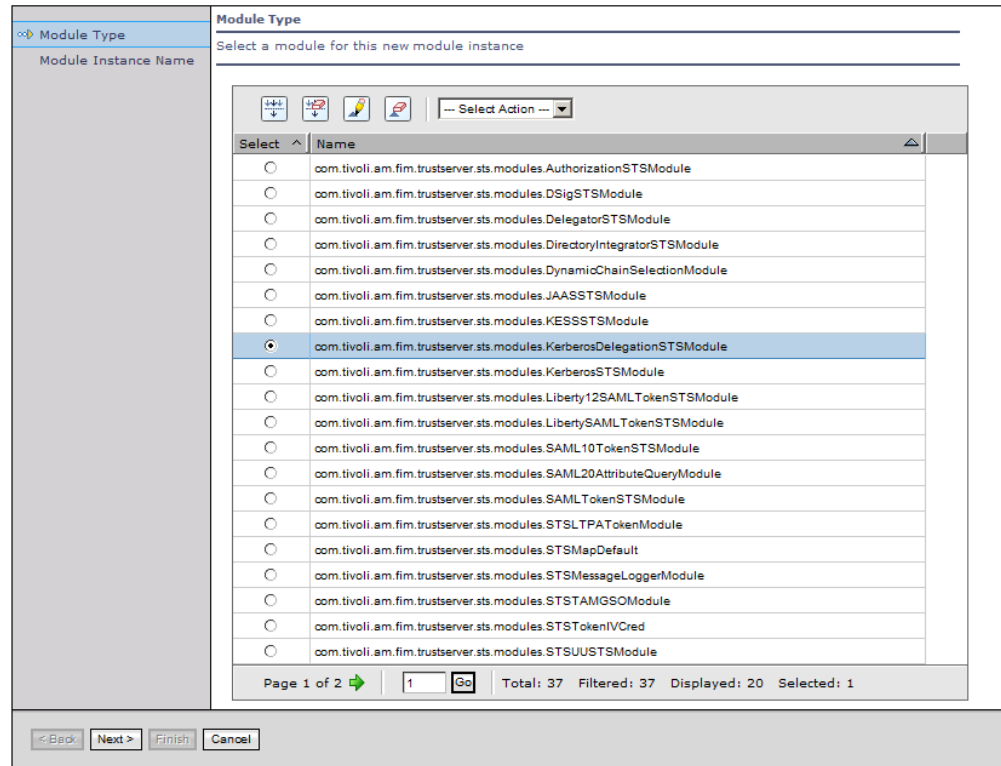 Module Type
Module Instance Name
Module Type
Select a module for this new module instance
--- Select Action ---
Select ^ Name
com.tivoli.am.fim.trustserver.sts.modules.AuthorizationSTSModule
com.tivoli.am.fim.trustserver.sts.modules.DSigSTSModule
com.tivoli.am.fim.trustserver.sts.modules.DelegatorSTSModule
com.tivoli.am.fim.trustserver.sts.modules.DirectoryIntegratorSTSModule
com.tivoli.am.fim.trustserver.sts.modules.DynamicChainSelectionModule
com.tivoli.am.fim.trustserver.sts.modules.JAASSTSModule
com.tivoli.am.fim.trustserver.sts.modules.KESSSTSModule
com.tivoli.am.fim.trustserver.sts.modules.KerberosDelegationSTSModule
com.tivoli.am.fim.trustserver.sts.modules.KerberosSTSModule
com.tivoli.am.fim.trustserver.sts.modules.Liberty12SAMLTokenSTSModule
com.tivoli.am.fim.trustserver.sts.modules.LibertySAMLTokenSTSModule
com.tivoli.am.fim.trustserver.sts.modules.SAML10TokenSTSModule
com.tivoli.am.fim.trustserver.sts.modules.SAML20AttributeQueryModule
com.tivoli.am.fim.trustserver.sts.modules.SAMLTokenSTSModule
com.tivoli.am.fim.trustserver.sts.modules.STSLTPATokenModule
com.tivoli.am.fim.trustserver.sts.modules.STSMapDefault
com.tivoli.am.fim.trustserver.sts.modules.STSMessageLoggerModule
com.tivoli.am.fim.trustserver.sts.modules.STSTAMGSOModule
com.tivoli.am.fim.trustserver.sts.modules.STSTokenIVCred
com.tivoli.am.fim.trustserver.sts.modules.STSUUSTSModule
Page 1 of 2 1 Go Total: 37 Filtered: 37 Displayed: 20 Selected: 1
< Back Next > Finish Cancel